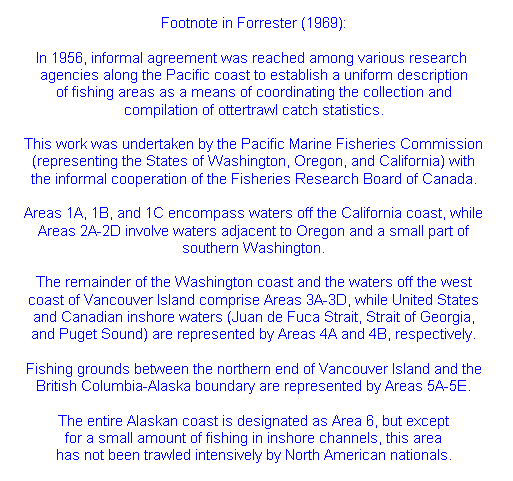 Footnote in Forrester (1969):
In 1956, informal agreement was reached among various research
agencies along the Pacific coast to establish a uniform description
of fishing areas as a means of coordinating the collection and
compilation of ottertrawl catch statistics.
This work was undertaken by the Pacific Marine Fisheries Commission
(representing the States of Washington, Oregon, and California) with
the informal cooperation of the Fisheries Research Board of Canada.
Areas 1A, 1B, and 1C encompass waters off the California coast, while
Areas 2A-2D involve waters adjacent to Oregon and a small part of
southern Washington.
The remainder of the Washington coast and the waters off the west
coast of Vancouver Island comprise Areas 3A-3D, while United States
and Canadian inshore waters (Juan de Fuca Strait, Strait of Georgia,
and Puget Sound) are represented by Areas 4A and 4B, respectively.
Fishing grounds between the northern end of Vancouver Island and the
British Columbia-Alaska boundary are represented by Areas 5A-5E.
The entire Alaskan coast is designated as Area 6, but except
for a small amount of fishing in inshore channels, this area
has not been trawled intensively by North American nationals.